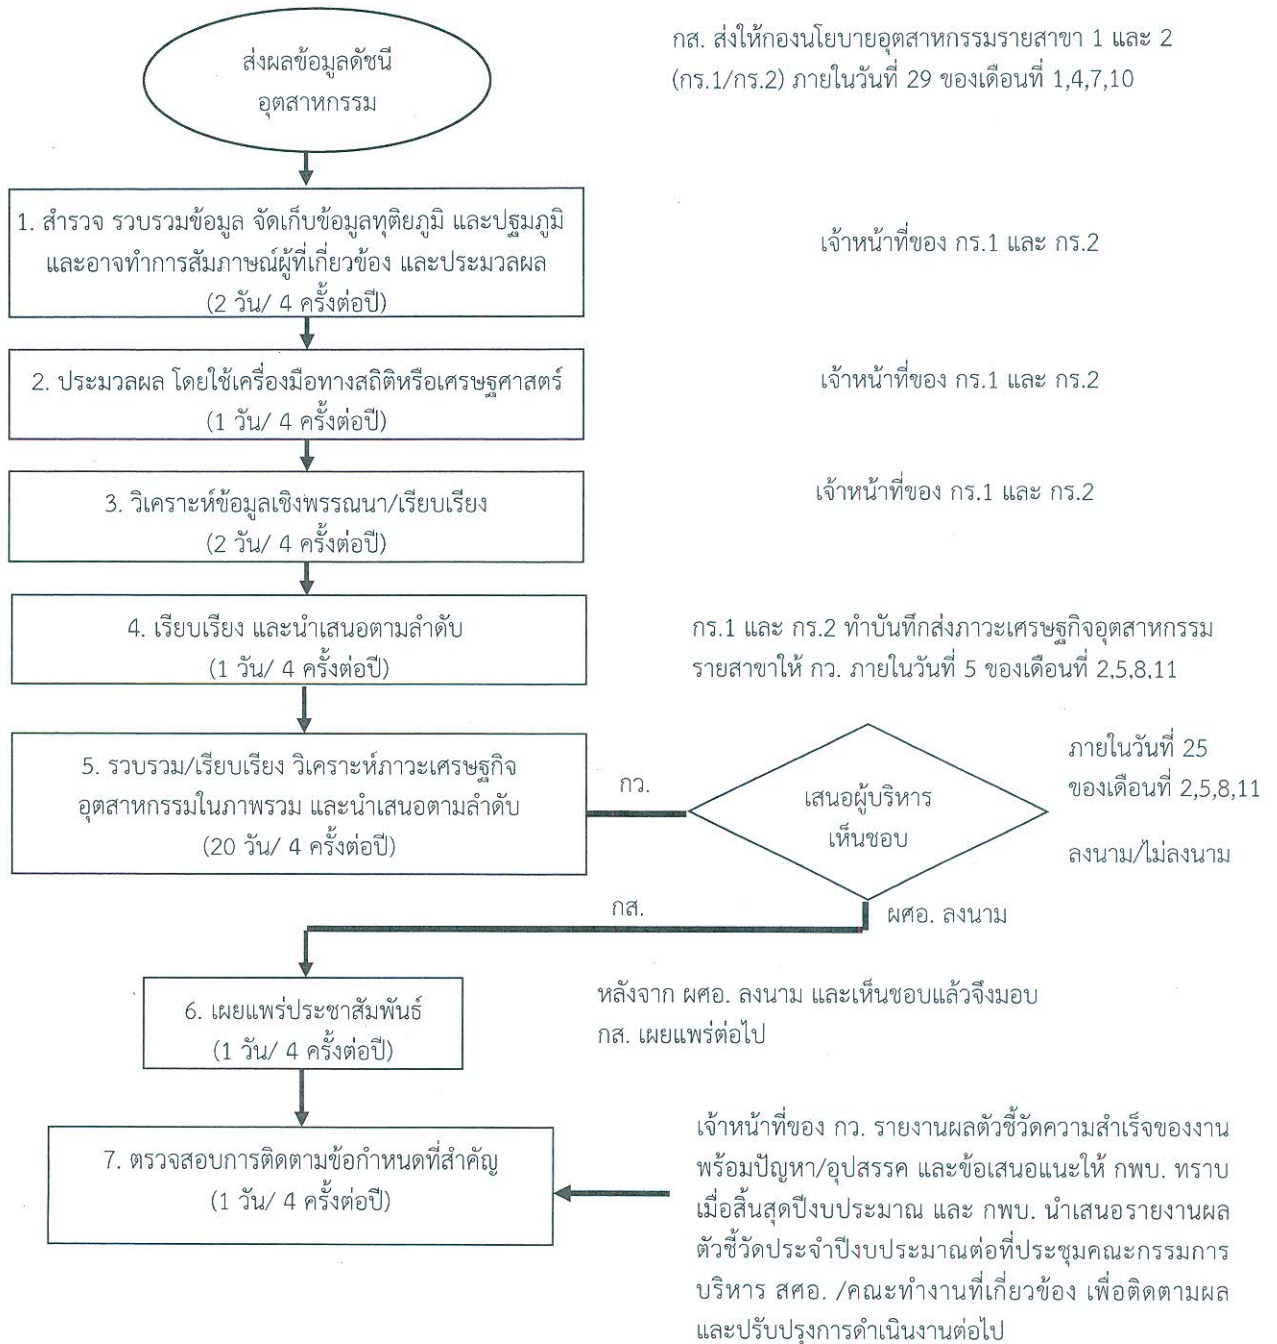 ส่งผลข้อมูลดัชนี
อุตสาหกรรม
กส. ส่งให้กองนโยบายอุตสาหกรรมรายสาขา 1 และ 2
(กร.1/กร.2) ภายในวันที่ 29 ของเดือนที่ 1,4,7,10
1. สำรวจ รวบรวมข้อมูล จัดเก็บข้อมูลทุติยภูมิ และปฐมภูมิ
และอาจทำการสัมภาษณ์ผู้ที่เกี่ยวข้อง และประมวลผล
(2 วัน/ 4 ครั้งต่อปี)
เจ้าหน้าที่ของ กร.1 และ กร.2
2. ประมวลผล โดยใช้เครื่องมือทางสถิติหรือเศรษฐศาสตร์
(1 วัน/ 4 ครั้งต่อปี)
เจ้าหน้าที่ของ กร.1 และ กร.2
3. วิเคราะห์ข้อมูลเชิงพรรณนา/เรียบเรียง
(2 วัน/ 4 ครั้งต่อปี)
เจ้าหน้าที่ของ กร.1 และ กร.2
4. เรียบเรียง และนำเสนอตามลำดับ
(1 วัน/ 4 ครั้งต่อปี)
กร.1 และ กร.2 ทำบันทึกส่งภาวะเศรษฐกิจอุตสาหกรรม
รายสาขาให้ กว. ภายในวันที่ 5 ของเดือนที่ 2,5,8,11
5. รวบรวม/เรียบเรียง วิเคราะห์ภาวะเศรษฐกิจ
อุตสาหกรรมในภาพรวม และนำเสนอตามลำดับ
(20 วัน/ 4 ครั้งต่อปี)
กว.
เสนอผู้บริหาร
เห็นชอบ
ภายในวันที่ 25
ของเดือนที่ 2,5,8,11
ลงนาม/ไม่ลงนาม
กส.
ผศอ. ลงนาม
6. เผยแพร่ประชาสัมพันธ์
(1 วัน/ 4 ครั้งต่อปี)
หลังจาก ผศอ. ลงนาม และเห็นชอบแล้วจึงมอบ
กส. เผยแพร่ต่อไป
7. ตรวจสอบการติดตามข้อกำหนดที่สำคัญ
(1 วัน/ 4 ครั้งต่อปี)
เจ้าหน้าที่ของ กว. รายงานผลตัวชี้วัดความสำเร็จของงาน
พร้อมปัญหา/อุปสรรค และข้อเสนอแนะให้ กพบ. ทราบ
เมื่อสิ้นสุดปีงบประมาณ และ กพบ. นำเสนอรายงานผล
ตัวชี้วัดประจำปีงบประมาณต่อที่ประชุมคณะกรรมการ
บริหาร สศอ. /คณะทำงานที่เกี่ยวข้อง เพื่อติดตามผล
และปรับปรุงการดำเนินงานต่อไป